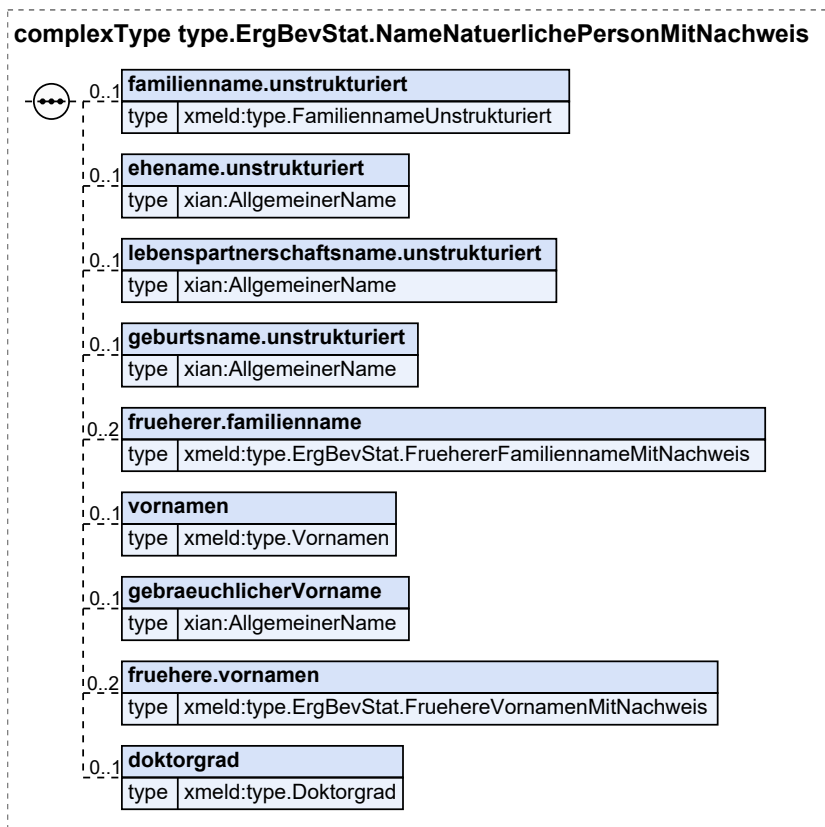 complexType type.ErgBevStat.NameNatuerlichePersonMitNachweis
0..1 familienname.unstrukturiert
type xmeld:type.FamiliennameUnstrukturiert
0..1 ehename.unstrukturiert
type xian:AllgemeinerName
0..1 lebenspartnerschaftsname.unstrukturiert
type xian:AllgemeinerName
0..1 geburtsname.unstrukturiert
type xian:AllgemeinerName
0..2 frueherer.familienname
type xmeld:type.ErgBevStat.FruehererFamiliennameMitNachweis
0..1 vornamen
type xmeld:type.Vornamen
0..1 gebraeuchlicherVorname
type xian:AllgemeinerName
0..2 fruehere.vornamen
type xmeld:type.ErgBevStat.FruehereVornamenMitNachweis
0..1 doktorgrad
type xmeld:type.Doktorgrad